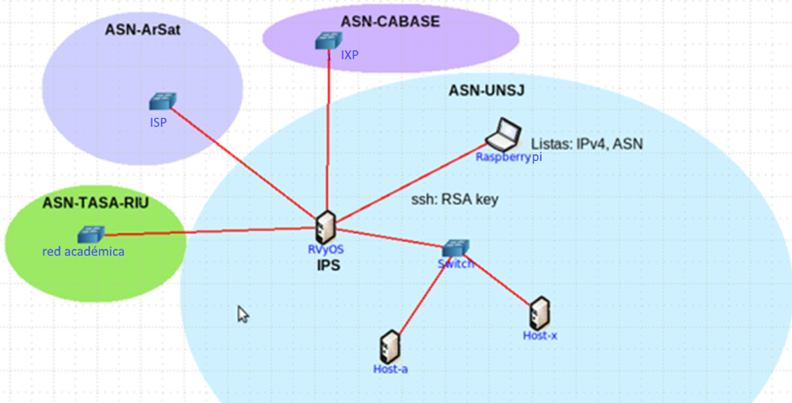 ASN-ArSat
ISP
ASN-CABASE
IXP
ASN-UNSJ
Raspberrypi
Listas: IPv4, ASN
ssh: RSA key
ASN-TASA-RIU
red académica
RVyOS
IPS
Switch
Host-a
Host-x